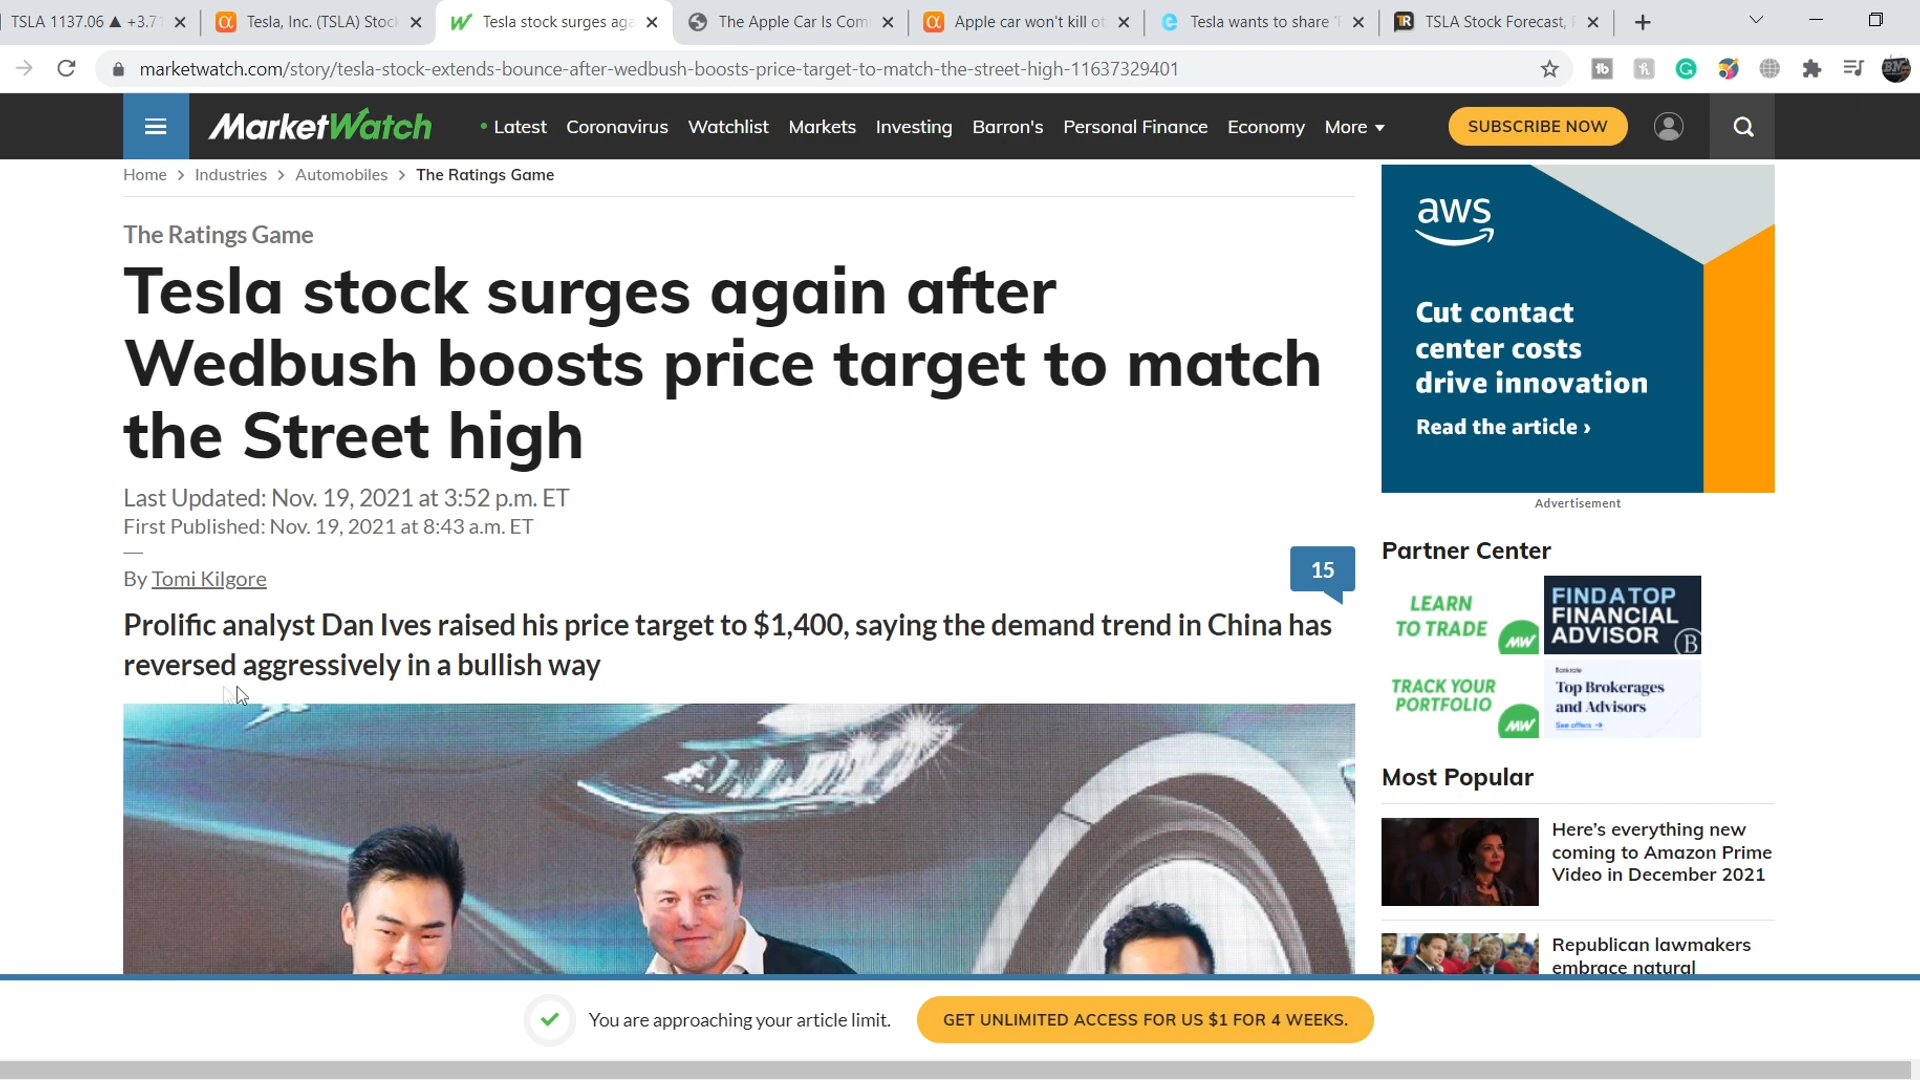 TSLA 1137.06 ▲ +3.7
Tesla, Inc. (TSLA) Stoc
Tesla stock surges aga
The Apple Car Is Com
Apple car won't kill ot
Tesla wants to share
TSLA Stock Forecast,
marketwatch.com/story/tesla-stock-extends-bounce-after-wedbush-boosts-price-target-to-match-the-street-high-11637329401
MarketWatch
Latest
Coronavirus
Watchlist
Markets
Investing
Barron's
Personal Finance
Economy
More
SUBSCRIBE NOW
Home > Industries > Automobiles > The Ratings Game
The Ratings Game
Tesla stock surges again after
Wedbush boosts price target to match
the Street high
Last Updated: Nov. 19, 2021 at 3:52 p.m. ET
First Published: Nov. 19, 2021 at 8:43 a.m. ET
By Tomi Kilgore
15
Prolific analyst Dan Ives raised his price target to $1,400, saying the demand trend in China has
reversed aggressively in a bullish way
aws
Cut contact
center costs
drive innovation
Read the article ›
Advertisement
Partner Center
LEARN
TO TRADE
MW
FIND A TOP
FINANCIAL
ADVISOR
B
TRACK YOUR
PORTFOLIO
MW
Bankrate
Top Brokerages
and Advisors
See offers →
Most Popular
Here's everything new
coming to Amazon Prime
Video in December 2021
Republican lawmakers
embrace natural
You are approaching your article limit.
GET UNLIMITED ACCESS FOR US $1 FOR 4 WEEKS.